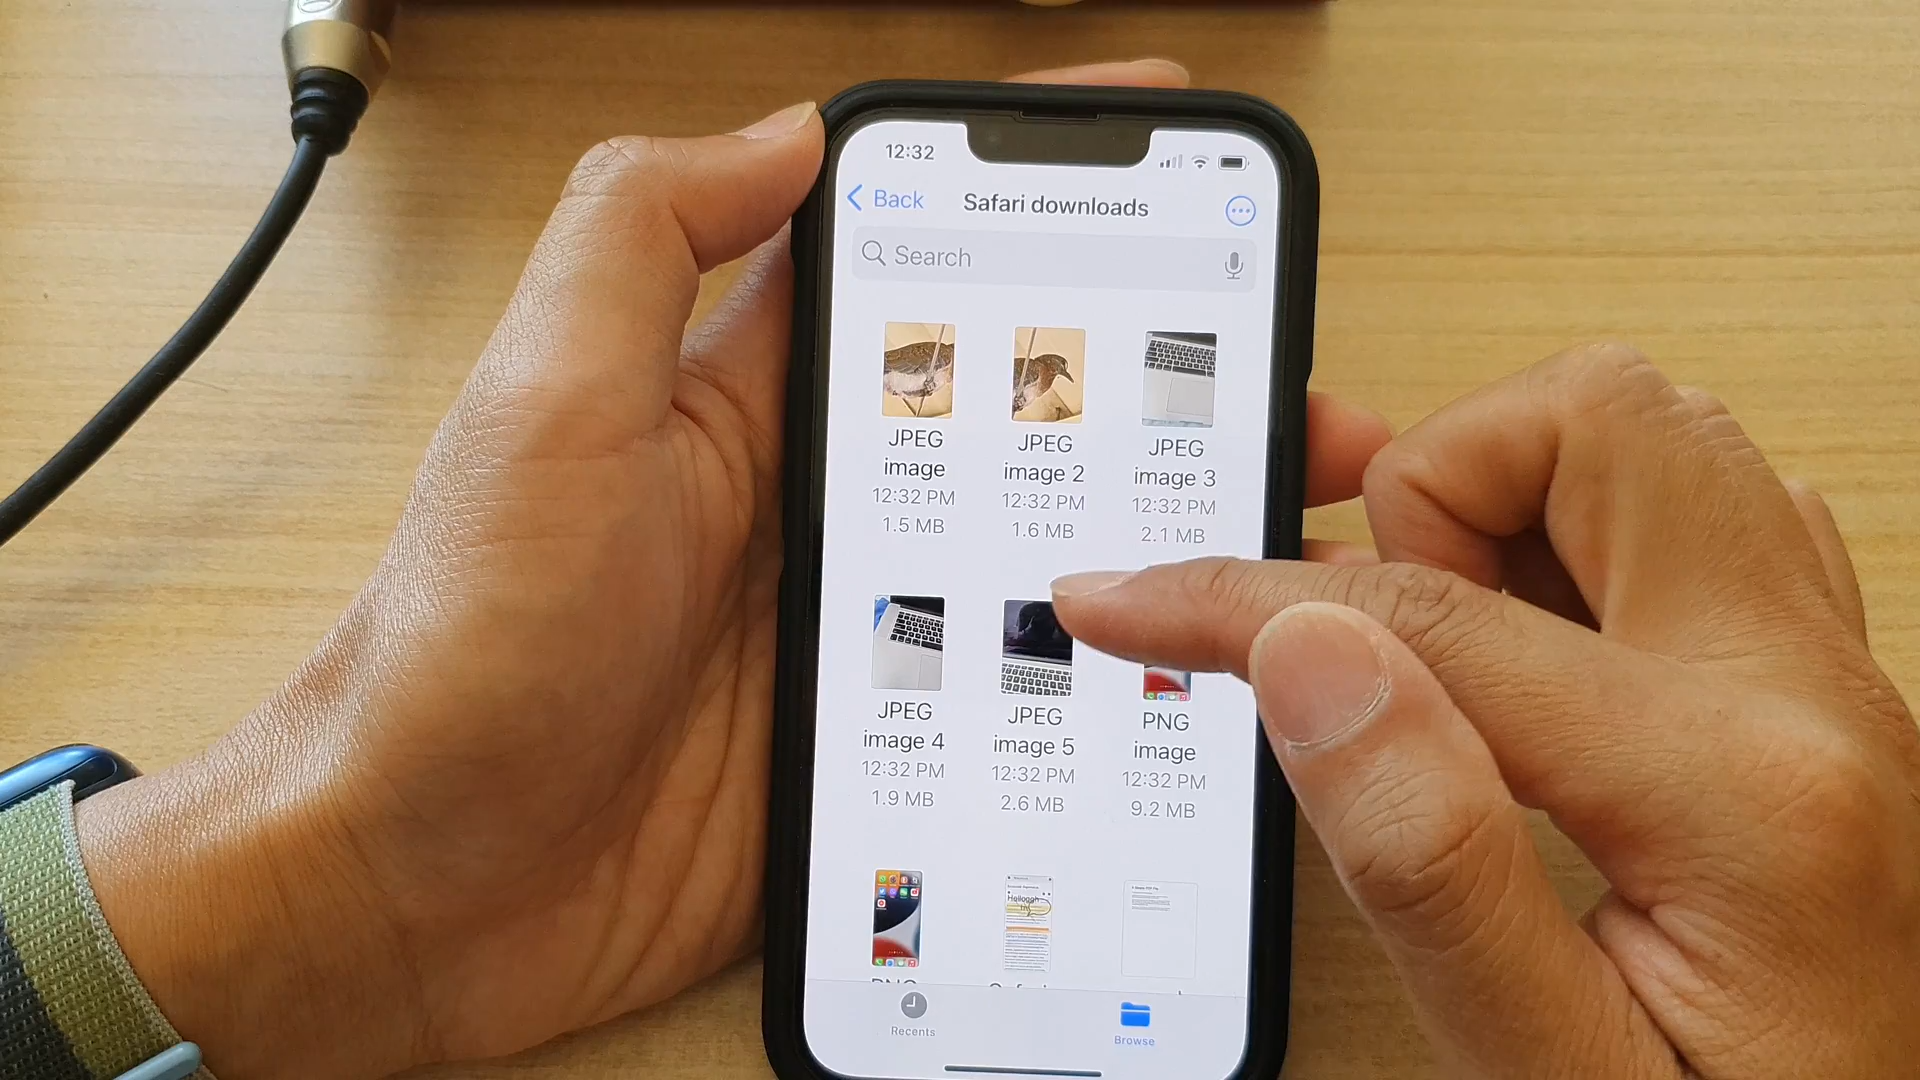 12:32
Back
Safari downloads
Search
JPEG
image
12:32 PM
1.5 MB
JPEG
image 2
12:32 PM
1.6 MB
JPEG
image 3
12:32 PM
2.1 MB
JPEG
image 4
12:32 PM
1.9 MB
JPEG
image 5
12:32 PM
2.6 MB
PNG
image
12:32 PM
9.2 MB
PNG
Recents
Browse